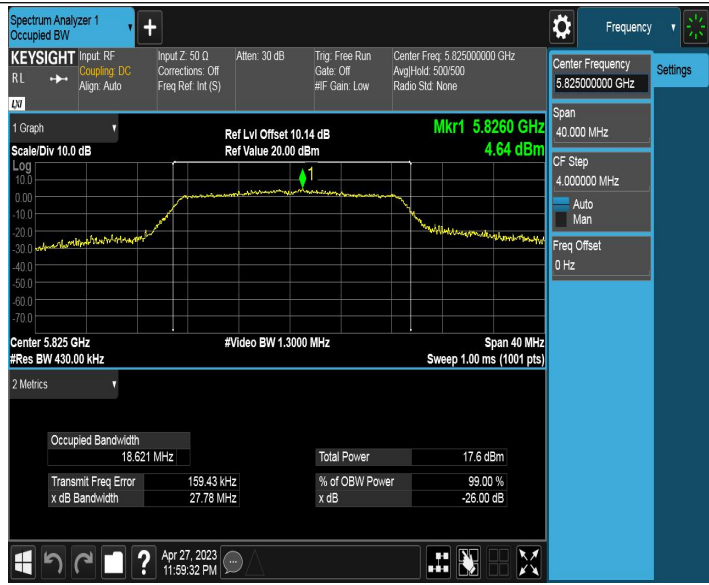 Spectrum Analyzer 1
Occupied BW
+
Frequency
KEYSIGHT
RL
LXI
Input: RF
Coupling: DC
Align: Auto
Input Z: 50 Ω
Corrections: Off
Freq Ref: Int (S)
Atten: 30 dB
Trig: Free Run
Gate: Off
#IF Gain: Low
Center Freq: 5.825000000 GHz
Avg|Hold: 500/500
Radio Std: None
Center Frequency
5.825000000 GHz
Settings
Span
40.000 MHz
CF Step
4.000000 MHz
Auto
Man
Freq Offset
0 Hz
1 Graph
Scale/Div 10.0 dB
Ref Lvl Offset 10.14 dB
Ref Value 20.00 dBm
Mkr1 5.8260 GHz
4.64 dBm
Log
10.0
0.00
-10.0
-20.0
-30.0
-40.0
-50.0
-60.0
-70.0
1
Center 5.825 GHz
#Res BW 430.00 kHz
#Video BW 1.3000 MHz
Span 40 MHz
Sweep 1.00 ms (1001 pts)
2 Metrics
Occupied Bandwidth
18.621 MHz
Total Power 17.6 dBm
Transmit Freq Error 159.43 kHz
% of OBW Power 99.00 %
x dB Bandwidth 27.78 MHz
x dB -26.00 dB
?
Apr 27, 2023
11:59:32 PM